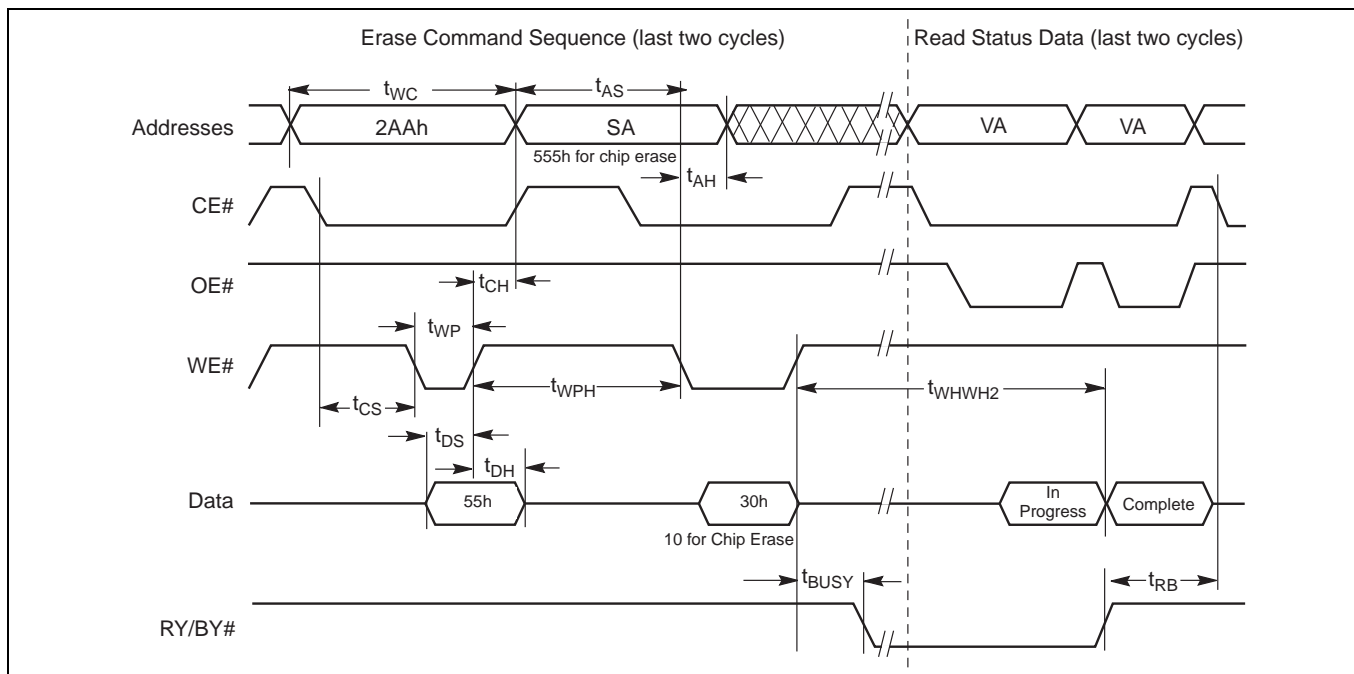 Erase Command Sequence (last two cycles)
Read Status Data (last two cycles)
tWC
tAS
Addresses
2AAh
SA
VA
VA
555h for chip erase
tAH
CE#
OE#
tCH
tWP
WE#
tWPH
tWHWH2
tCS
tDS
tDH
Data
55h
30h
In
Progress
Complete
10 for Chip Erase
tBUSY
tRB
RY/BY#